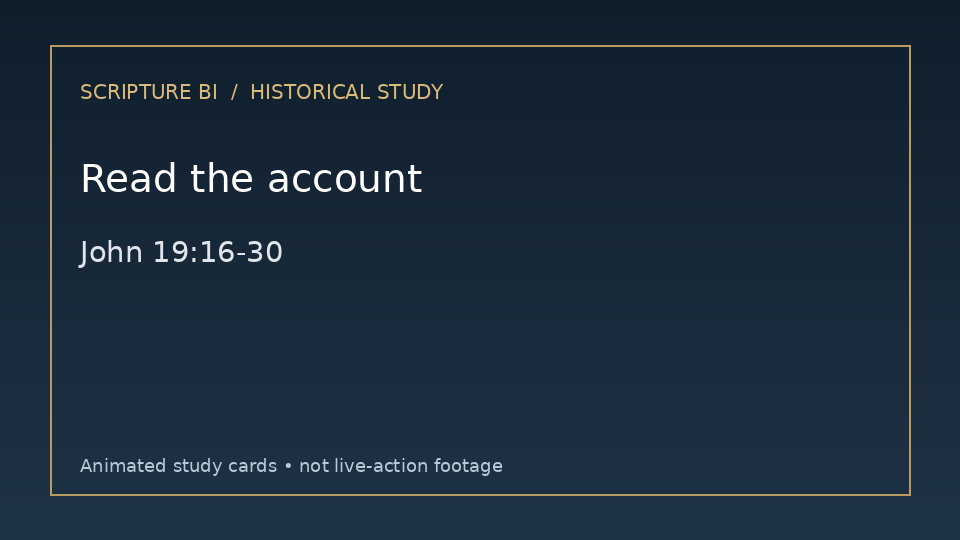 SCRIPTURE BI / HISTORICAL STUDY
Read the account
John 19:16-30
Animated study cards • not live-action footage